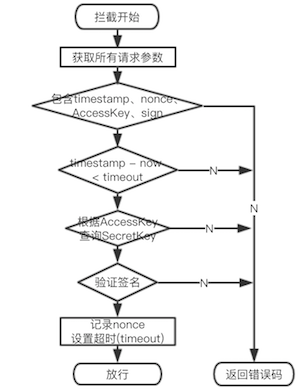 拦截开始
获取所有请求参数
包含timestamp、nonce、
AccessKey、sign
timestamp - now
< timeout
N
N
根据AccessKey
查询SecretKey
N
验证签名
N
记录nonce
设置超时(timeout)
放行
返回错误码